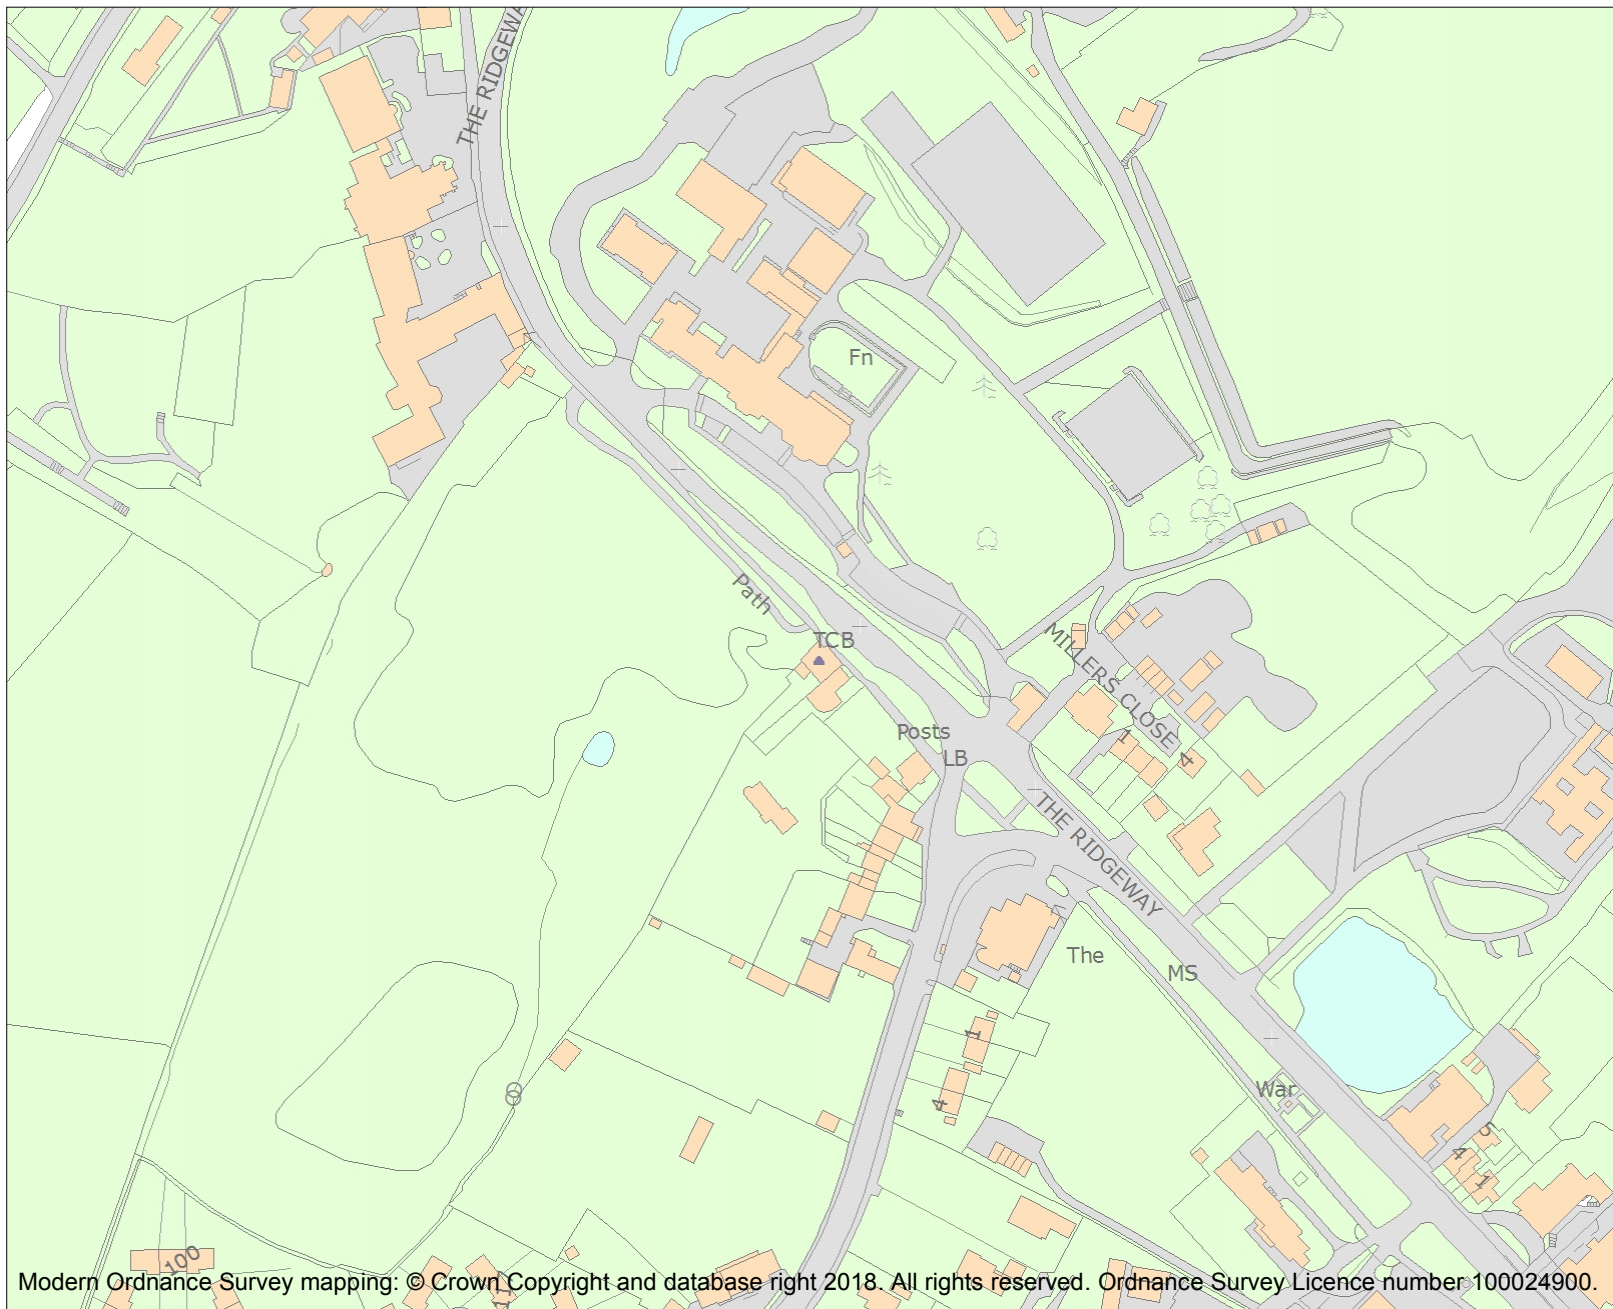 THE RIDGEWAY
Fn
Path
TCB
MILLERS CLOSE
Posts
1
LB
4
THE RIDGEWAY
The
MS
1
War
4
5
4
1
100
11
Modern Ordnance Survey mapping: © Crown Copyright and database right 2018. All rights reserved. Ordnance Survey Licence number 100024900.